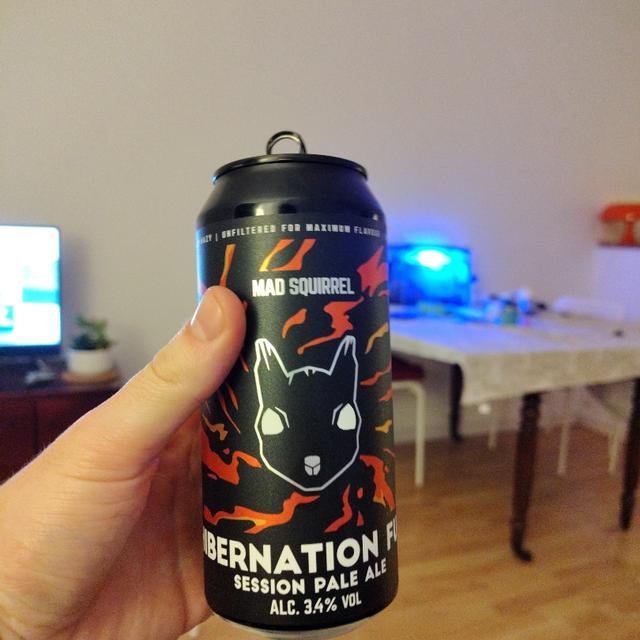 HAZY | UNFILTERED FOR MAXIMUM FLAVOUR
MAD SQUIRREL
IBERNATION FU
SESSION PALE ALE
ALC. 3.4% VOL